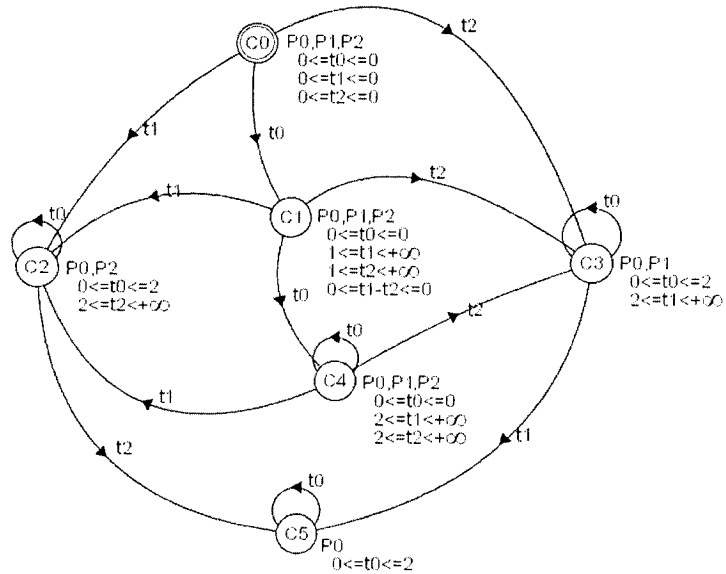 t2
C0
P0,P1,P2
0<=t0<=0
0<=t1<=0
0<=t2<=0
t1
t0
t1
t2
t0
t0
C1
P0,P1,P2
0<=t0<=0
1<=t1<+∞
1<=t2<+∞
0<=t1-t2<=0
C2
P0,P2
0<=t0<=2
2<=t2<+∞
C3
P0,P1
0<=t0<=2
2<=t1<+∞
t0
t2
t0
C4
P0,P1,P2
0<=t0<=0
2<=t1<+∞
2<=t2<+∞
t1
t2
t1
t0
C5
P0
0<=t0<=2